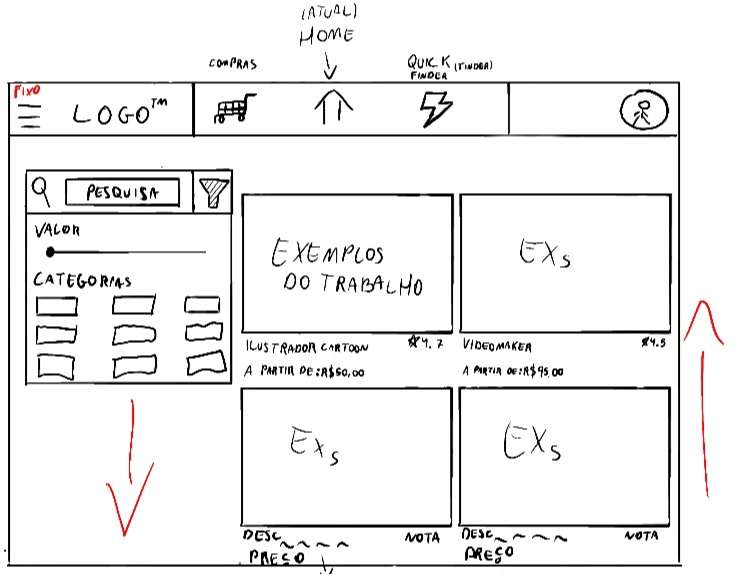 (ATUAL)
HOME
COMPRAS
QUICK (TINDER)
FINDER
FIXO
LOGO™
PESQUISA
VALOR
CATEGORIAS
EXEMPLOS
DO TRABALHO
EXs
ILUSTRADOR CARTOON ☆4.7
A PARTIR DE:R$50,00
VIDEOMAKER ☆4.5
A PARTIR DE:R$95,00
EXs
EXs
DESC~~~~ NOTA
PREÇO
DESC~~~~ NOTA
PREÇO